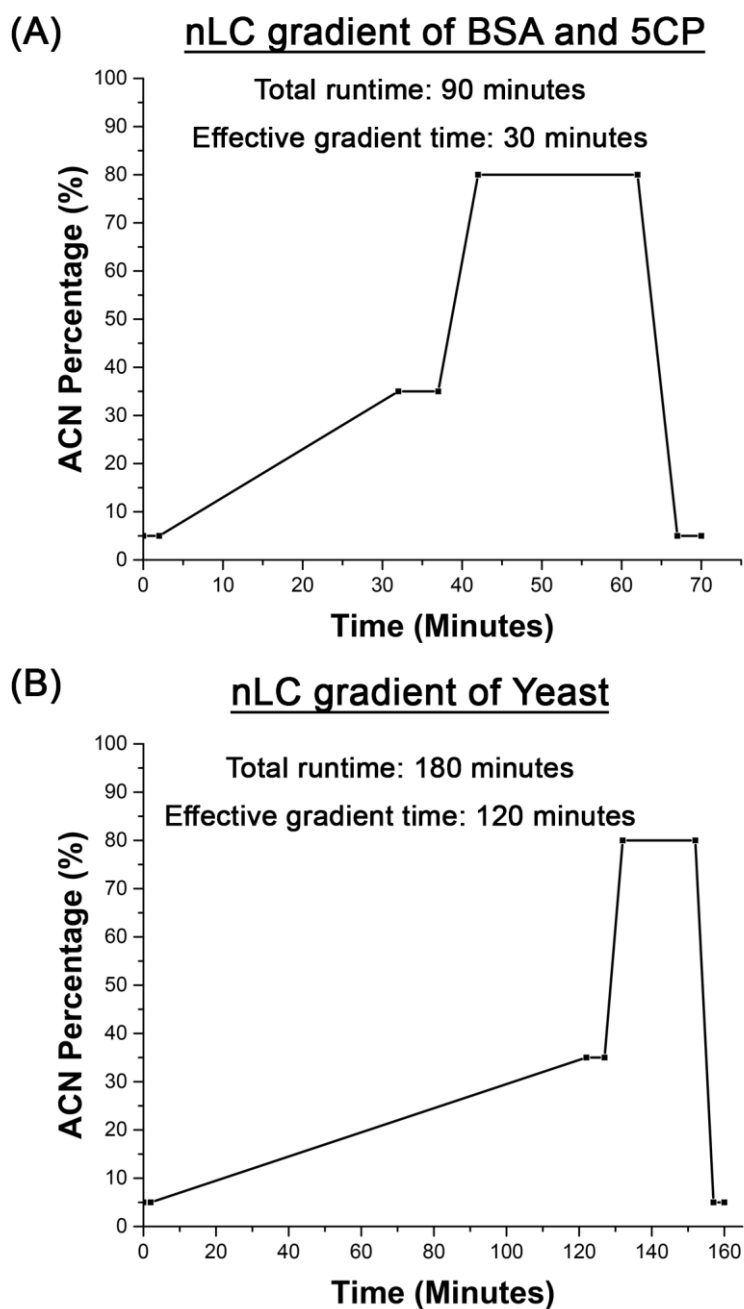 (A)
nLC gradient of BSA and 5CP
Total runtime: 90 minutes
Effective gradient time: 30 minutes
100
90
80
70
60
50
40
30
20
10
0
ACN Percentage (%)
0 10 20 30 40 50 60 70
Time (Minutes)
(B)
nLC gradient of Yeast
Total runtime: 180 minutes
Effective gradient time: 120 minutes
100
90
80
70
60
50
40
30
20
10
0
ACN Percentage (%)
0 20 40 60 80 100 120 140 160
Time (Minutes)